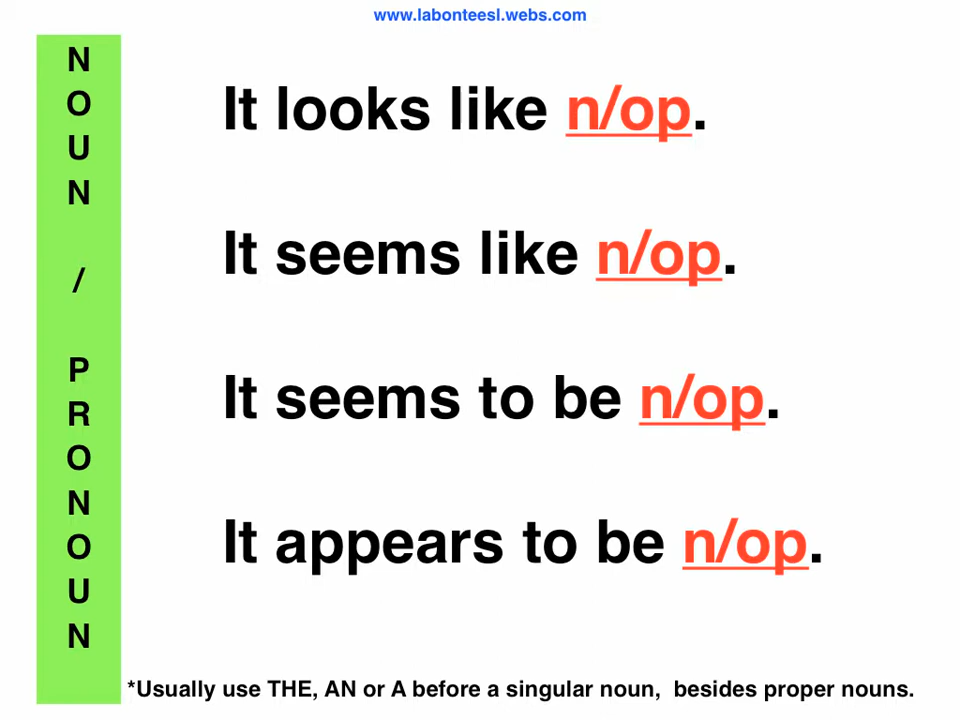 www.labonteesl.webs.com
NOUN / PRONOUN
It looks like n/op.
It seems like n/op.
It seems to be n/op.
It appears to be n/op.
*Usually use THE, AN or A before a singular noun, besides proper nouns.